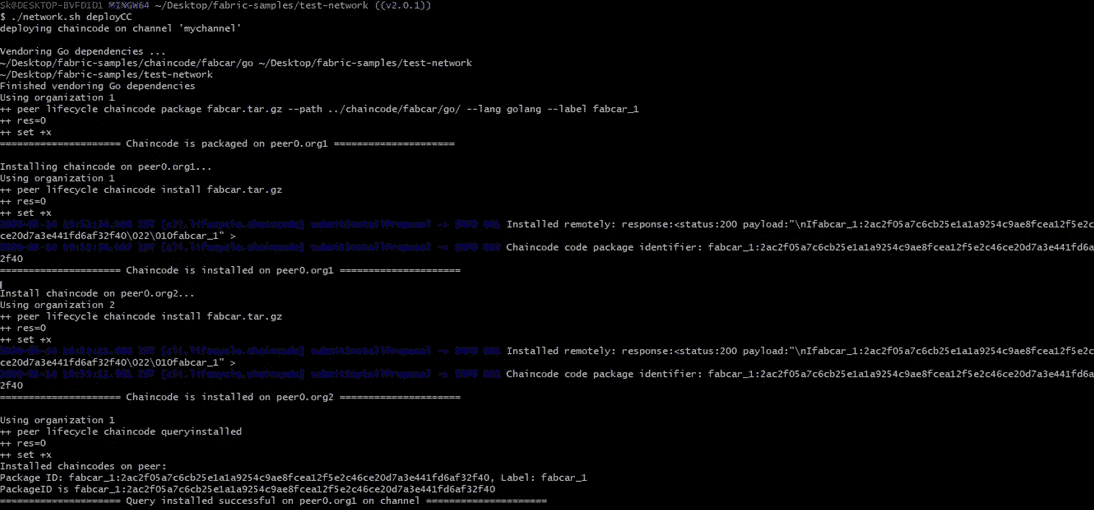 Sk@DESKTOP-BVFD1D1 MINGW64 ~/Desktop/fabric-samples/test-network ((v2.0.1))
$ ./network.sh deployCC
deploying chaincode on channel 'mychannel'
Vendoring Go dependencies ...
~/Desktop/fabric-samples/chaincode/fabcar/go ~/Desktop/fabric-samples/test-network
~/Desktop/fabric-samples/test-network
Finished vendoring Go dependencies
Using organization 1
++ peer lifecycle chaincode package fabcar.tar.gz --path ../chaincode/fabcar/go/ --lang golang --label fabcar_1
++ res=0
++ set +x
===================== Chaincode is packaged on peer0.org1 =====================
Installing chaincode on peer0.org1...
Using organization 1
++ peer lifecycle chaincode install fabcar.tar.gz
++ res=0
++ set +x
Installed remotely: response:<status:200 payload:"\nIfabcar_1:2ac2f05a7c6cb25e1a1a9254c9ae8fcea12f5e2c46
ce20d7a3e441fd6af32f40\022\010fabcar_1" >
Chaincode code package identifier: fabcar_1:2ac2f05a7c6cb25e1a1a9254c9ae8fcea12f5e2c46ce20d7a3e441fd6af3
2f40
===================== Chaincode is installed on peer0.org1 =====================
Install chaincode on peer0.org2...
Using organization 2
++ peer lifecycle chaincode install fabcar.tar.gz
++ res=0
++ set +x
Installed remotely: response:<status:200 payload:"\nIfabcar_1:2ac2f05a7c6cb25e1a1a9254c9ae8fcea12f5e2c46
ce20d7a3e441fd6af32f40\022\010fabcar_1" >
Chaincode code package identifier: fabcar_1:2ac2f05a7c6cb25e1a1a9254c9ae8fcea12f5e2c46ce20d7a3e441fd6af3
2f40
===================== Chaincode is installed on peer0.org2 =====================
Using organization 1
++ peer lifecycle chaincode queryinstalled
++ res=0
++ set +x
Installed chaincodes on peer:
Package ID: fabcar_1:2ac2f05a7c6cb25e1a1a9254c9ae8fcea12f5e2c46ce20d7a3e441fd6af32f40, Label: fabcar_1
PackageID is fabcar_1:2ac2f05a7c6cb25e1a1a9254c9ae8fcea12f5e2c46ce20d7a3e441fd6af32f40
===================== Query installed successful on peer0.org1 on channel =====================